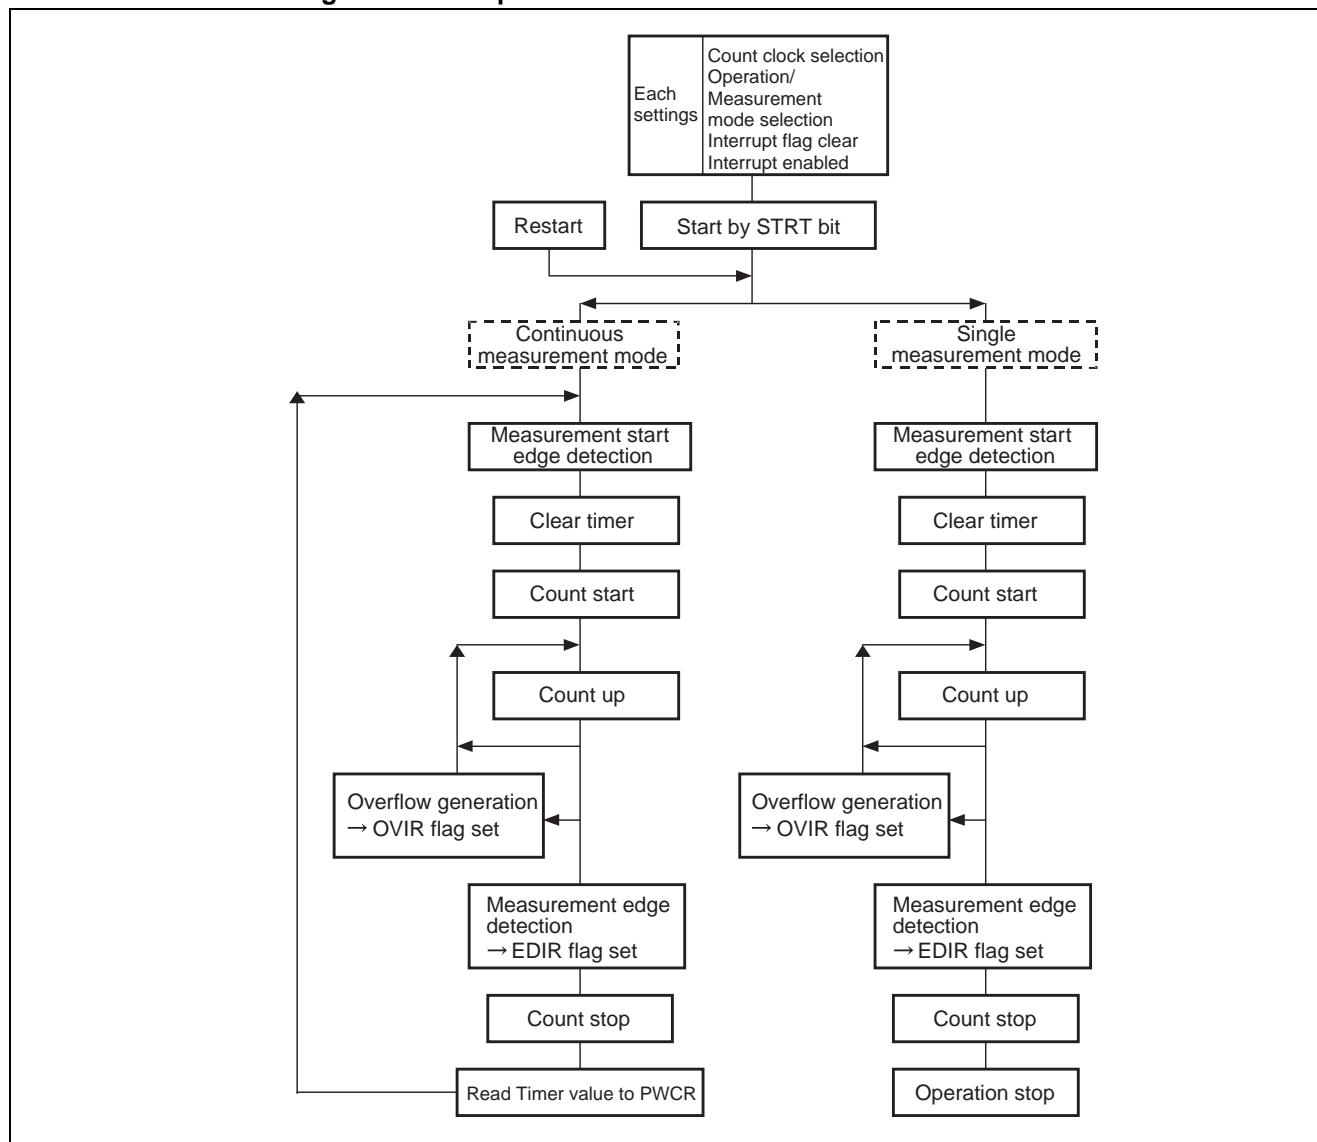 Each
settings
Count clock selection
Operation/
Measurement
mode selection
Interrupt flag clear
Interrupt enabled
Restart
Start by STRT bit
Continuous
measurement mode
Single
measurement mode
Measurement start
edge detection
Measurement start
edge detection
Clear timer
Clear timer
Count start
Count start
Count up
Count up
Overflow generation
→ OVIR flag set
Overflow generation
→ OVIR flag set
Measurement edge
detection
→ EDIR flag set
Measurement edge
detection
→ EDIR flag set
Count stop
Count stop
Read Timer value to PWCR
Operation stop